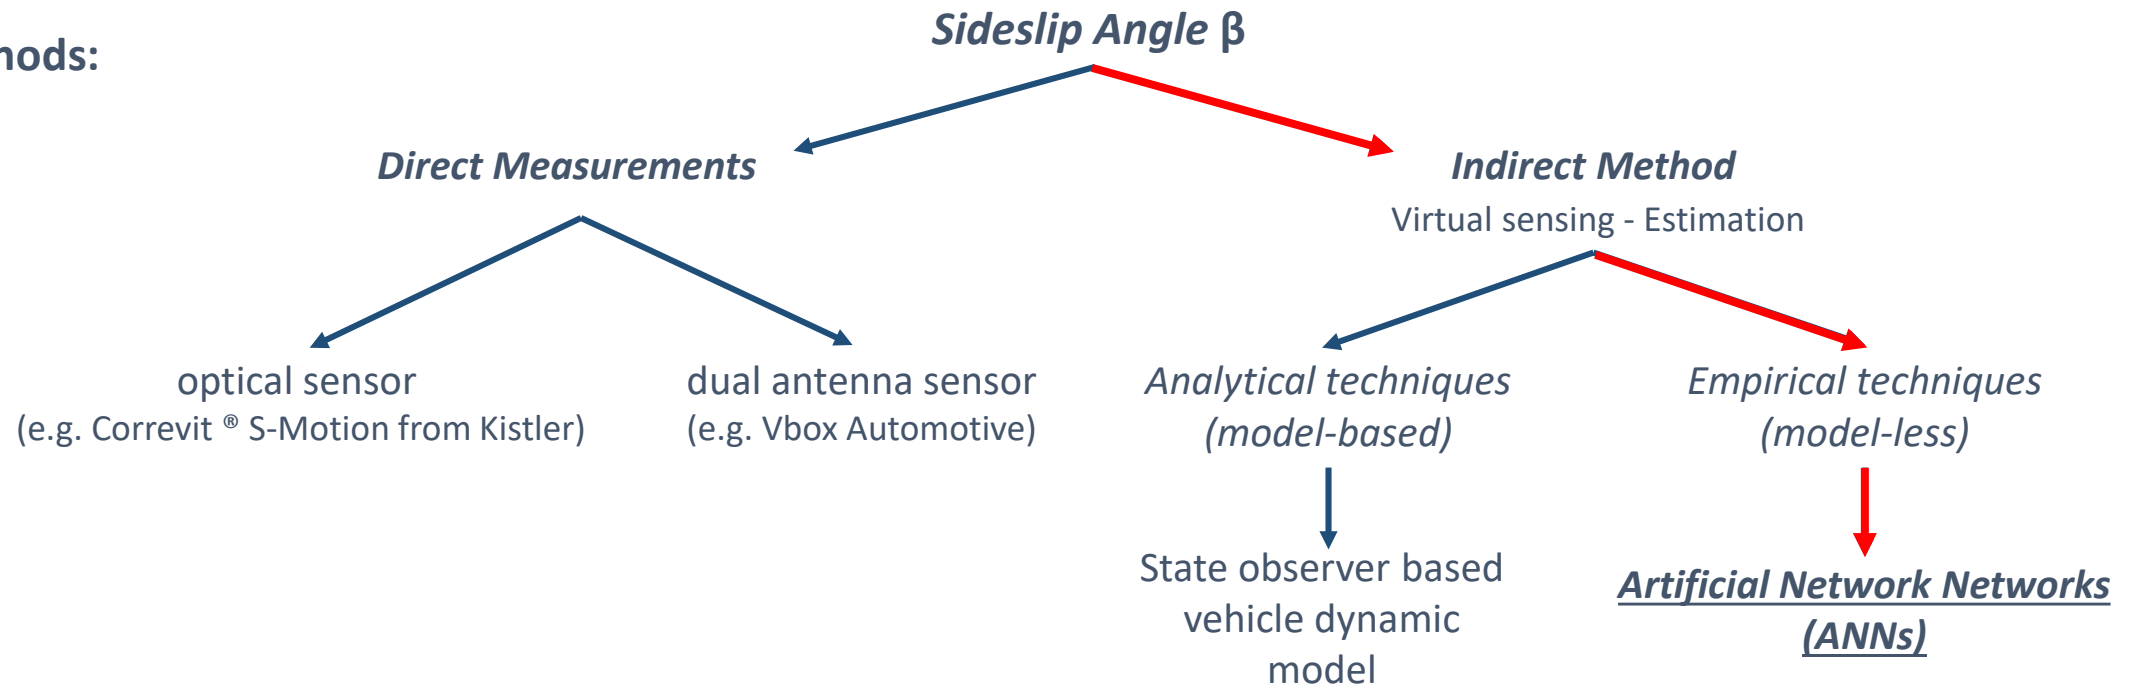 Sideslip Angle β
hods:
Direct Measurements
Indirect Method
Virtual sensing - Estimation
optical sensor
(e.g. Correvit ® S-Motion from Kistler)
dual antenna sensor
(e.g. Vbox Automotive)
Analytical techniques
(model-based)
Empirical techniques
(model-less)
State observer based
vehicle dynamic
model
Artificial Network Networks
(ANNs)